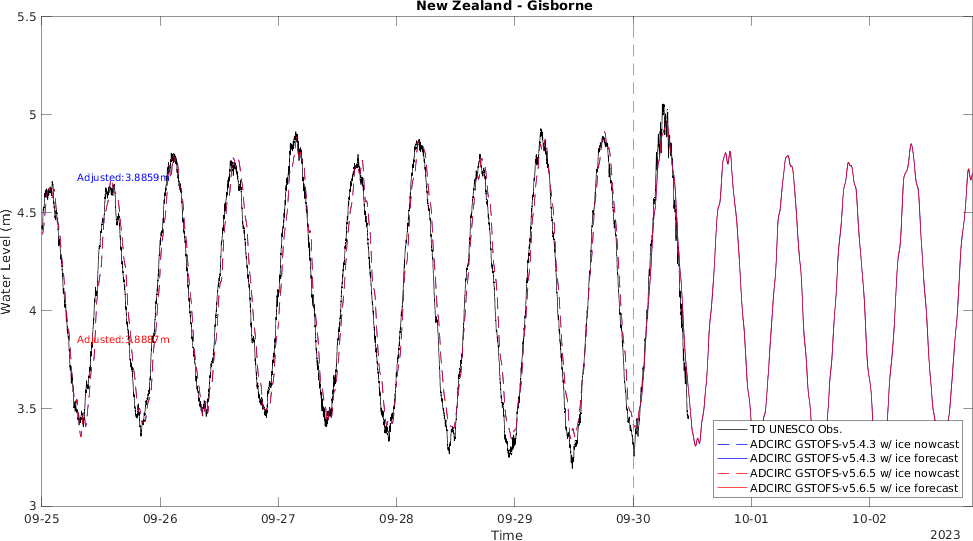 New Zealand - Gisborne
5.5
5
4.5
4
3.5
3
Water Level (m)
Adjusted:3.8859m
Adjusted:3.8887m
TD UNESCO Obs.
ADCIRC GSTOFS-v5.4.3 w/ ice nowcast
ADCIRC GSTOFS-v5.4.3 w/ ice forecast
ADCIRC GSTOFS-v5.6.5 w/ ice nowcast
ADCIRC GSTOFS-v5.6.5 w/ ice forecast
09-25 09-26 09-27 09-28 09-29 09-30 10-01 10-02
Time
2023